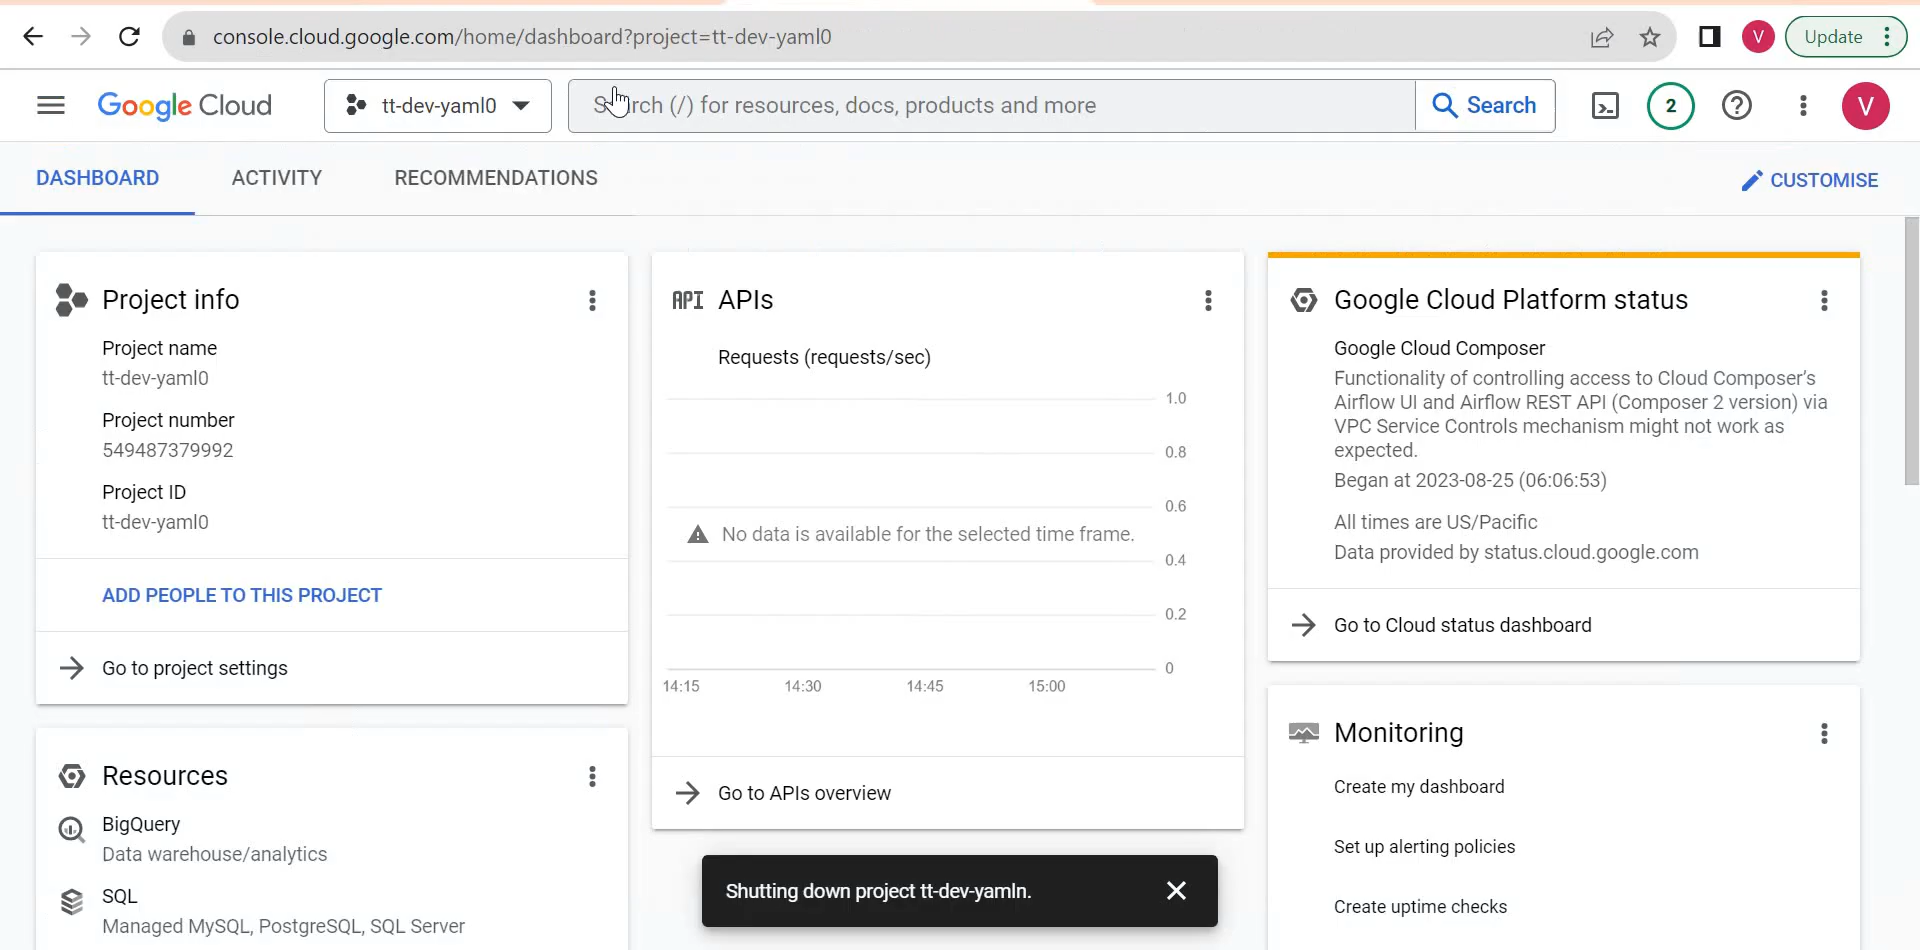 console.cloud.google.com/home/dashboard?project=tt-dev-yaml0
V
Update
Google Cloud
tt-dev-yaml0
Search (/) for resources, docs, products and more
Search
2
V
DASHBOARD
ACTIVITY
RECOMMENDATIONS
CUSTOMISE
Project info
Project name
tt-dev-yaml0
Project number
549487379992
Project ID
tt-dev-yaml0
ADD PEOPLE TO THIS PROJECT
Go to project settings
Resources
BigQuery
Data warehouse/analytics
SQL
Managed MySQL, PostgreSQL, SQL Server
API APIs
Requests (requests/sec)
1.0
0.8
0.6
No data is available for the selected time frame.
0.4
0.2
0
14:15 14:30 14:45 15:00
Go to APIs overview
Shutting down project tt-dev-yamln.
Google Cloud Platform status
Google Cloud Composer
Functionality of controlling access to Cloud Composer's
Airflow UI and Airflow REST API (Composer 2 version) via
VPC Service Controls mechanism might not work as
expected.
Began at 2023-08-25 (06:06:53)
All times are US/Pacific
Data provided by status.cloud.google.com
Go to Cloud status dashboard
Monitoring
Create my dashboard
Set up alerting policies
Create uptime checks